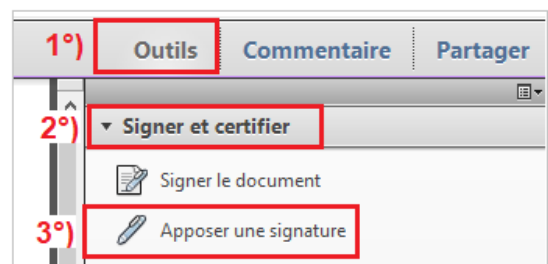 1°) Outils Commentaire Partager
2°) Signer et certifier
Signer le document
3°) Apposer une signature